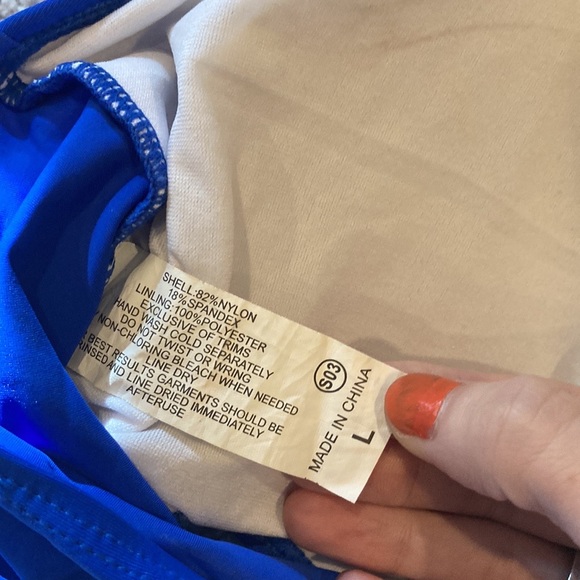 SHELL:82%NYLON
18%SPANDEX
LINLING:100%POLYESTER
EXCLUSIVE OF TRIMS
HAND WASH COLD SEPARATELY
DO NOT TWIST OR WRING
NON-CHLORING BLEACH WHEN NEEDED
LINE DRY
BEST RESULTS GARMENTS SHOULD BE
RINSED AND LINE DRIED IMMEDIATELY
AFTERUSE
S03
MADE IN CHINA
L